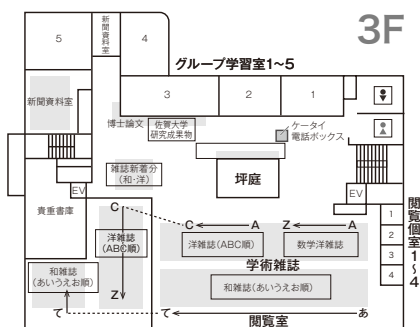 3F
グループ学習室1~5
5
新聞
資料
室
4
3
2
1
新聞資料室
博士論文
佐賀大学
研究成果物
ケータイ
電話ボックス
雑誌新着分
(和・洋)
坪庭
EV
EV
貴重書庫
C
洋雑誌
(ABC順)
Z
C
A
Z
A
洋雑誌(ABC順)
数学洋雑誌
学術雑誌
和雑誌
(あいうえお順)
和雑誌(あいうえお順)
て
て
あ
閲覧室
1
2
3
4
閲覧個室1~4